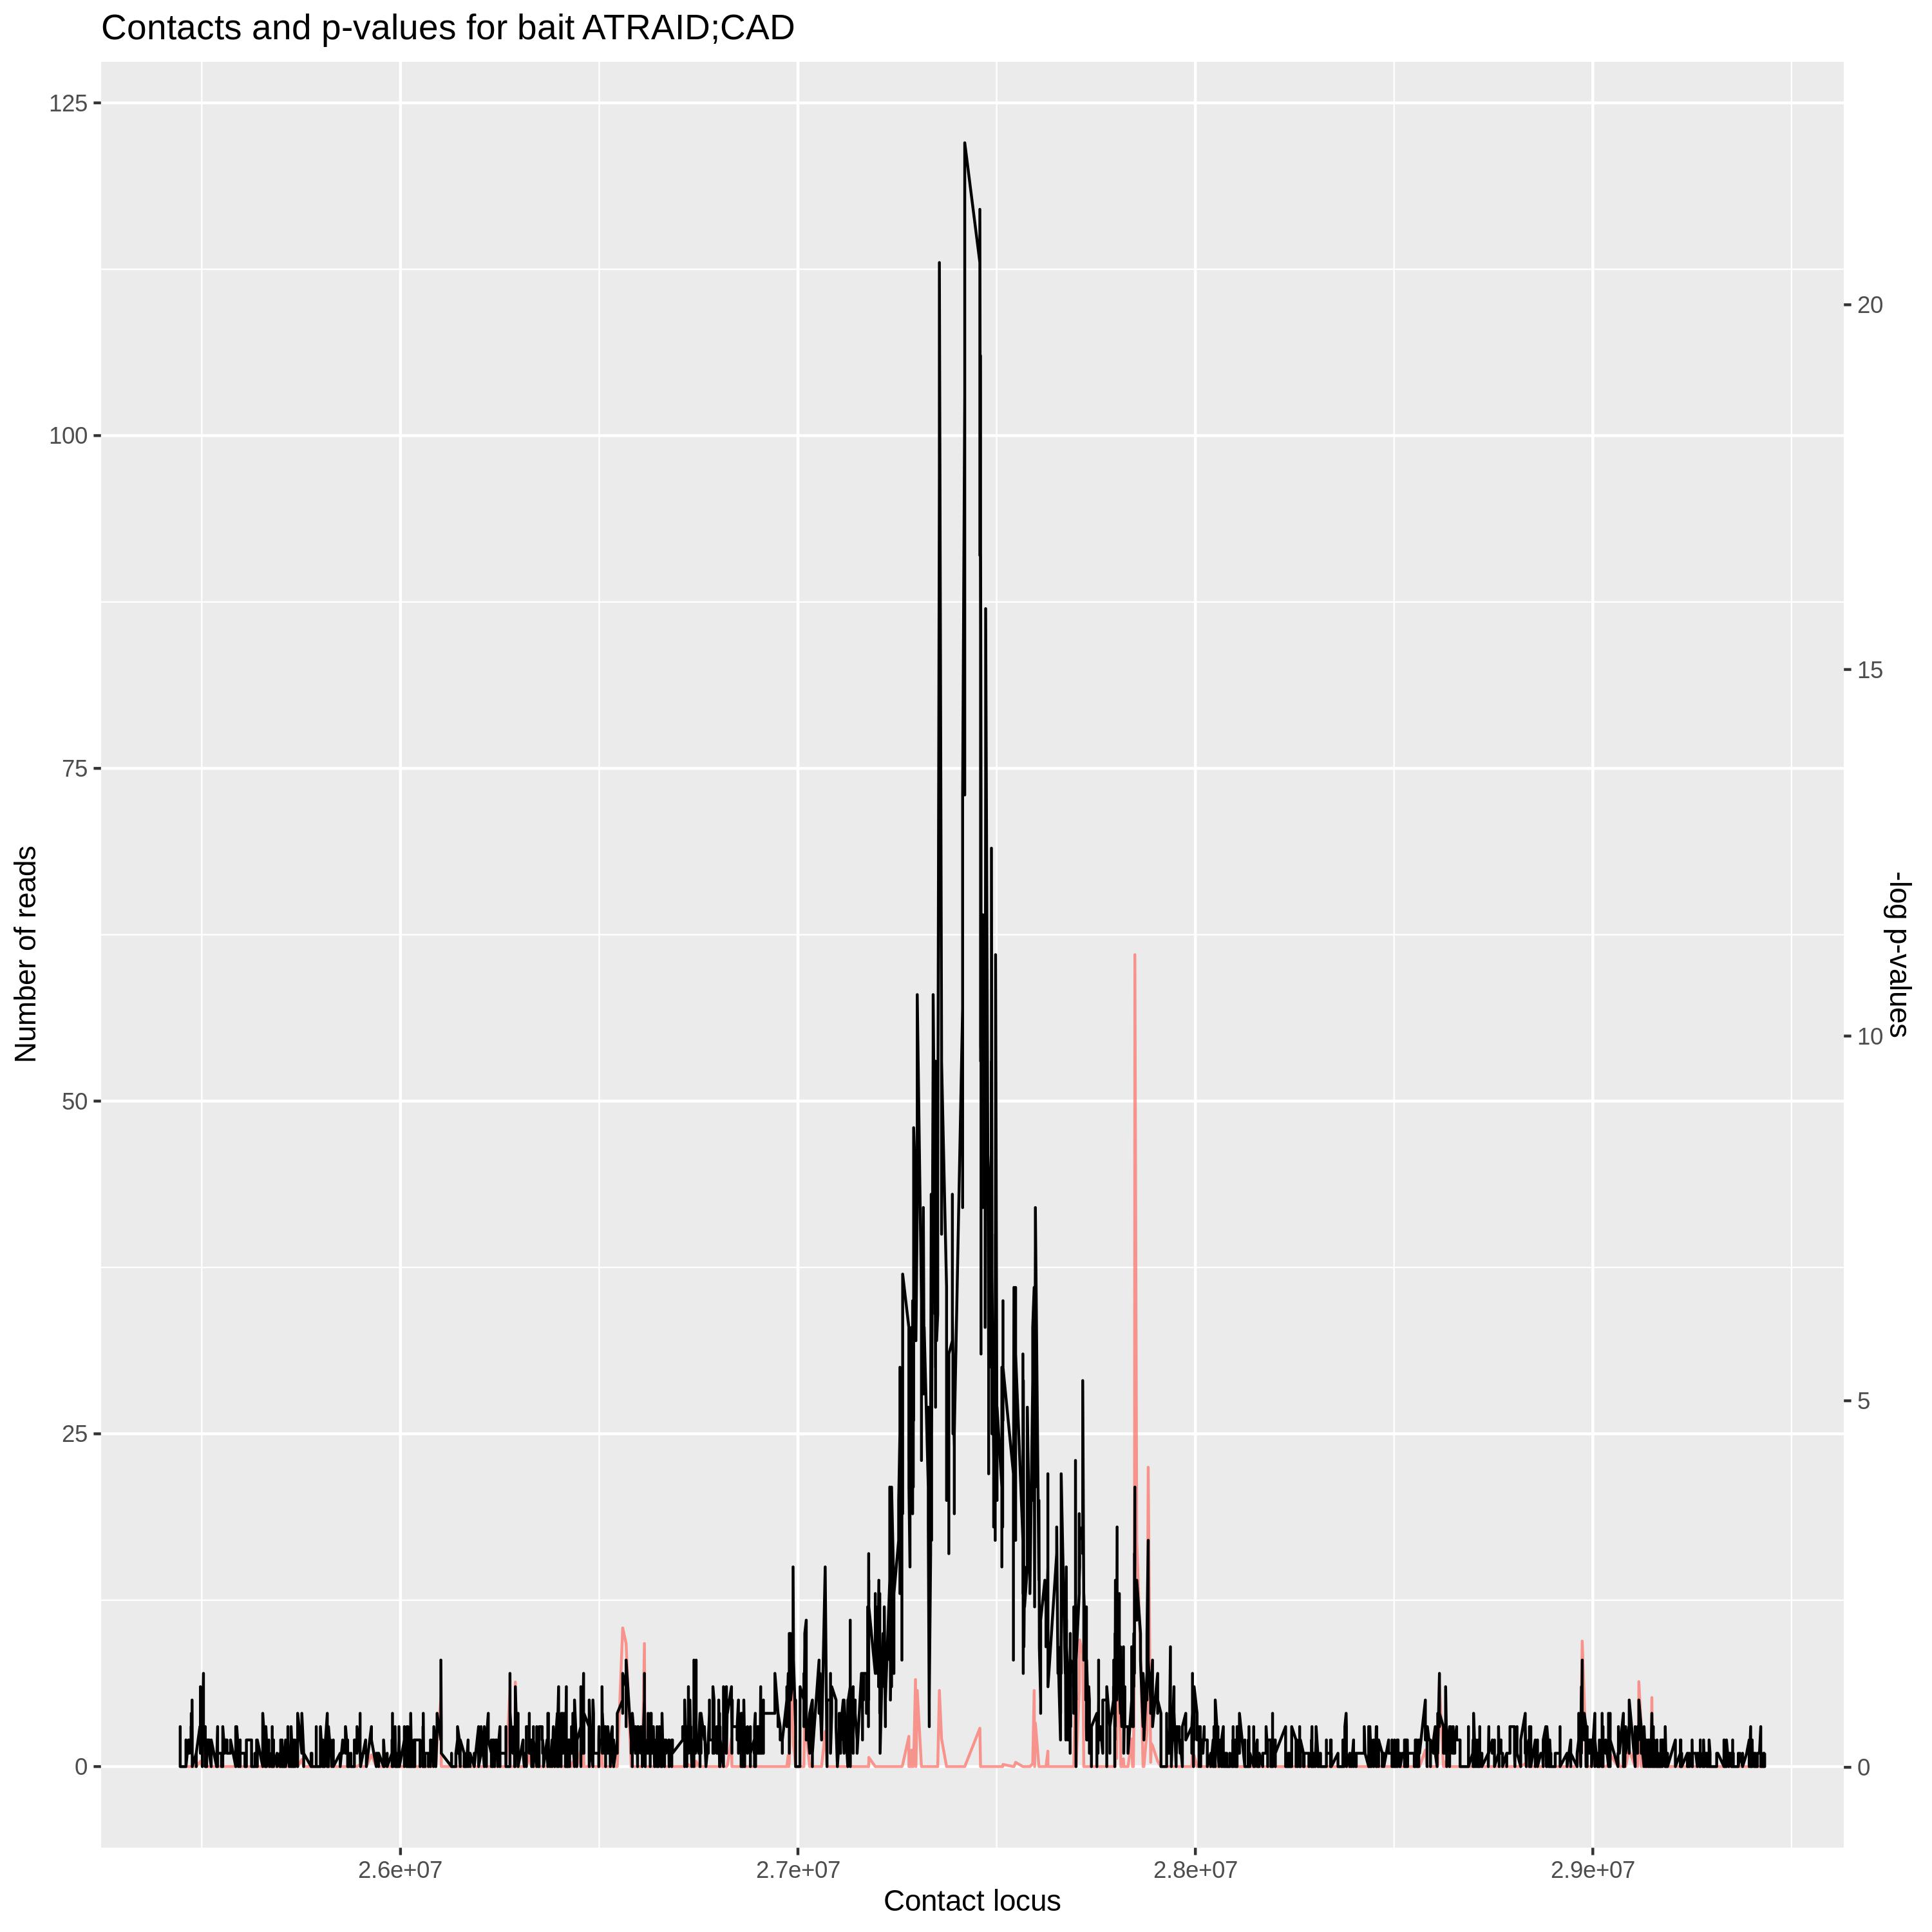 Contacts and p-values for bait ATRAID;CAD
125
100
75
50
25
0
20
15
10
5
0
Number of reads
-log p-values
2.6e+07
2.7e+07
2.8e+07
2.9e+07
Contact locus